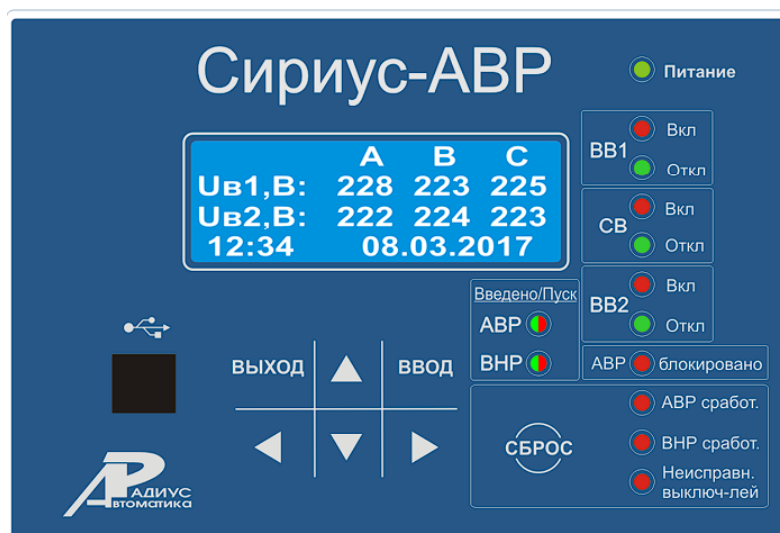 Сириус-АВР
Питание
A B C
Uв1,В: 228 223 225
Uв2,В: 222 224 223
12:34 08.03.2017
ВВ1
Вкл
Откл
СВ
Вкл
Откл
ВВ2
Вкл
Откл
Введено/Пуск
АВР
ВНР
АВР блокировано
ВЫХОД
ВВОД
СБРОС
АВР сработ.
ВНР сработ.
Неисправн.
выключ-лей
РАДИУС
Автоматика